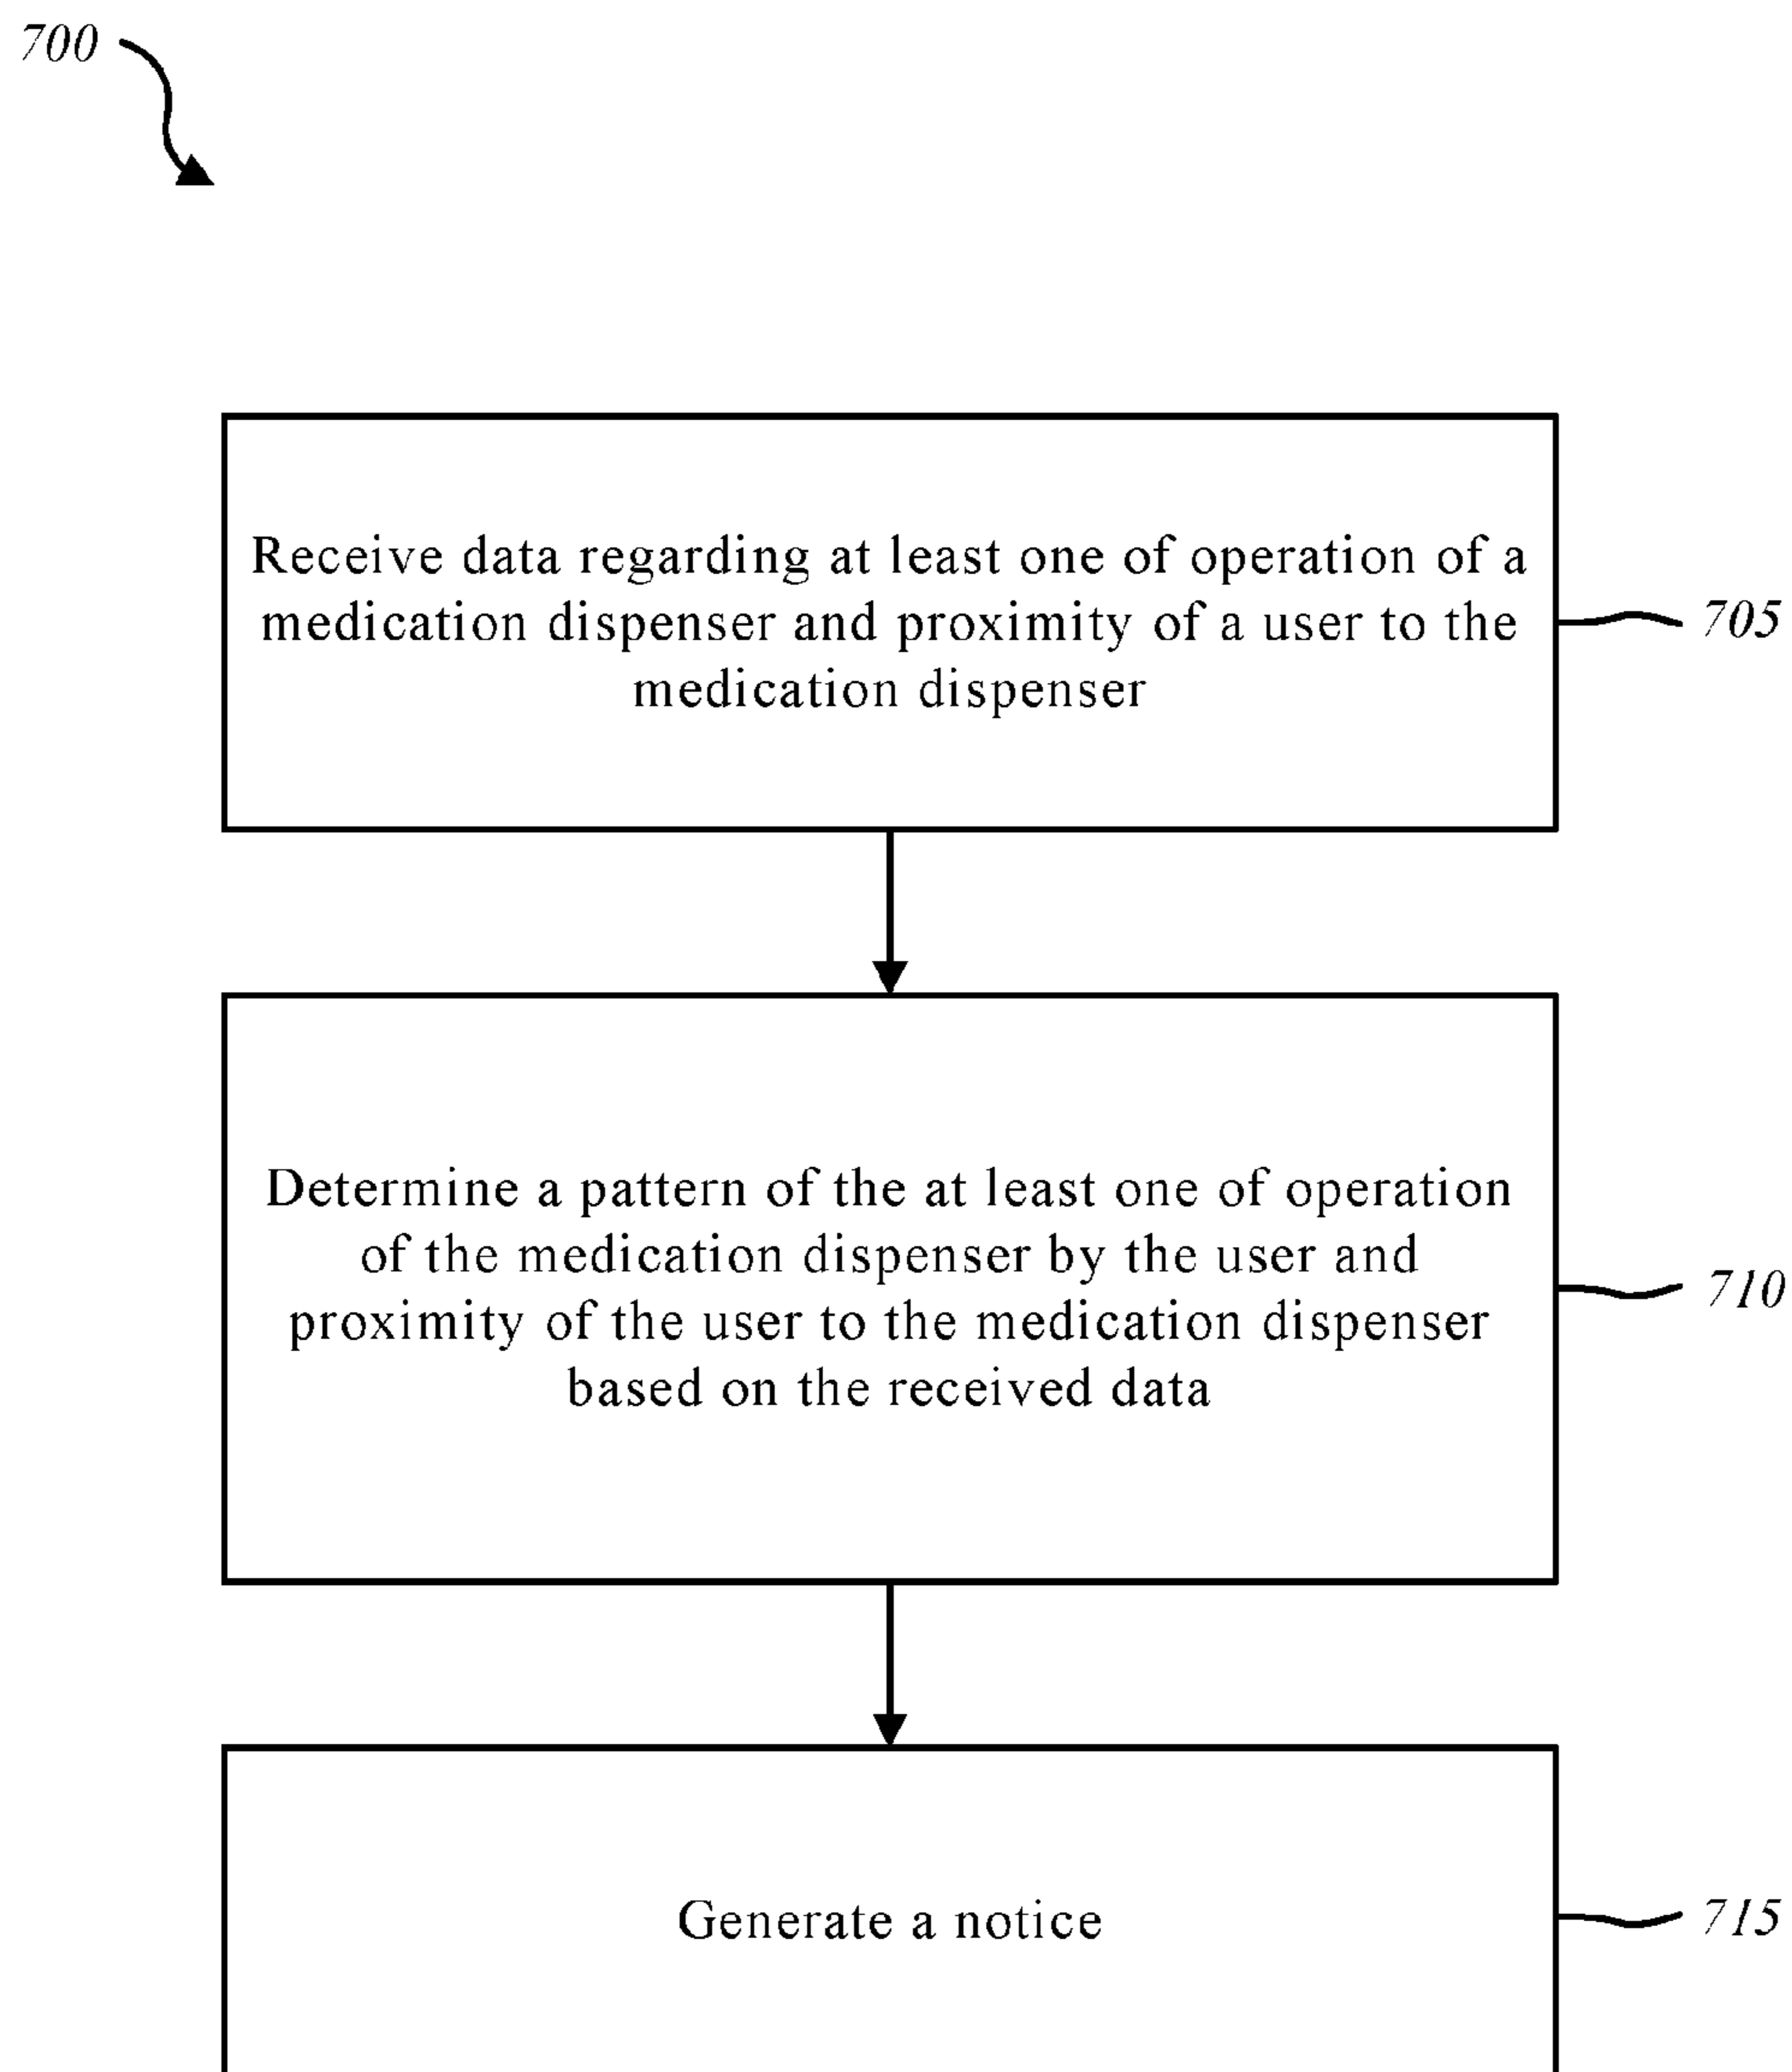 700
Receive data regarding at least one of operation of a
medication dispenser and proximity of a user to the
medication dispenser
705
Determine a pattern of the at least one of operation
of the medication dispenser by the user and
proximity of the user to the medication dispenser
based on the received data
710
Generate a notice
715